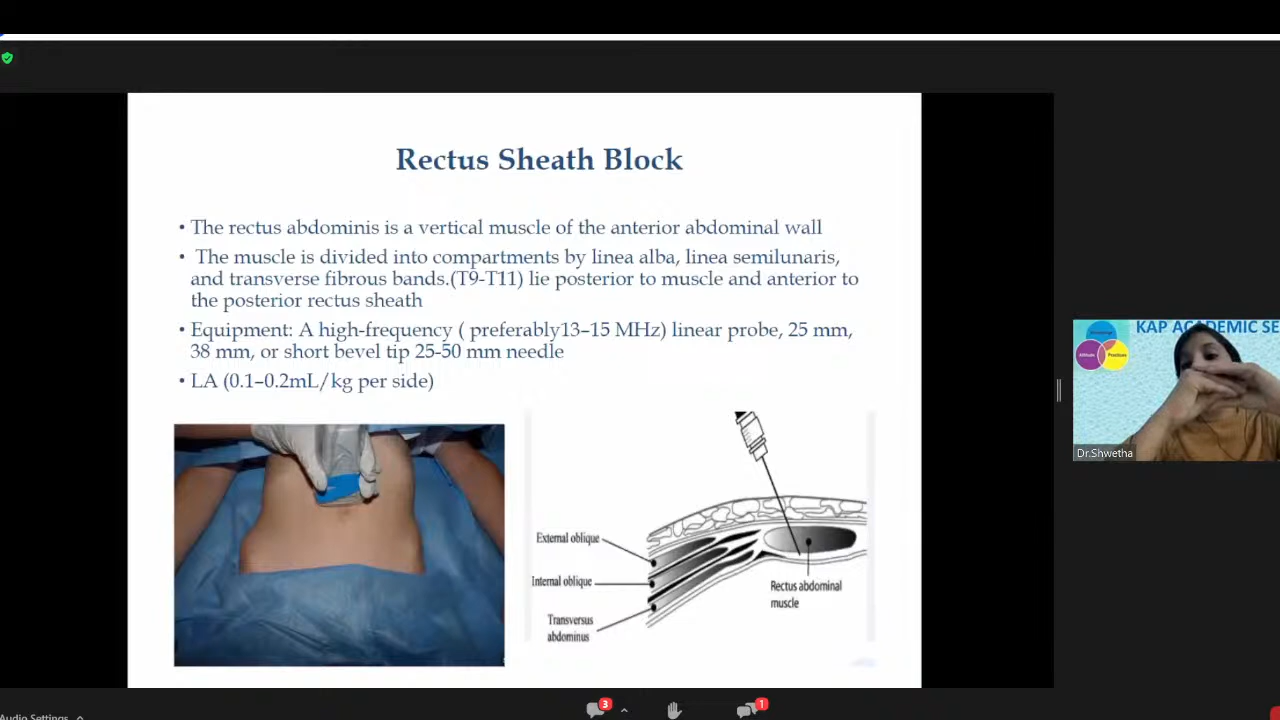 Rectus Sheath Block
• The rectus abdominis is a vertical muscle of the anterior abdominal wall
• The muscle is divided into compartments by linea alba, linea semilunaris,
and transverse fibrous bands.(T9-T11) lie posterior to muscle and anterior to
the posterior rectus sheath
• Equipment: A high-frequency ( preferably13–15 MHz) linear probe, 25 mm,
38 mm, or short bevel tip 25-50 mm needle
• LA (0.1–0.2mL/kg per side)
External oblique
Internal oblique
Transversus
abdominus
Rectus abdominal
muscle
KAP ACADEMIC SE
Attitude
Practices
Dr.Shwetha
Audio Settings
3
1